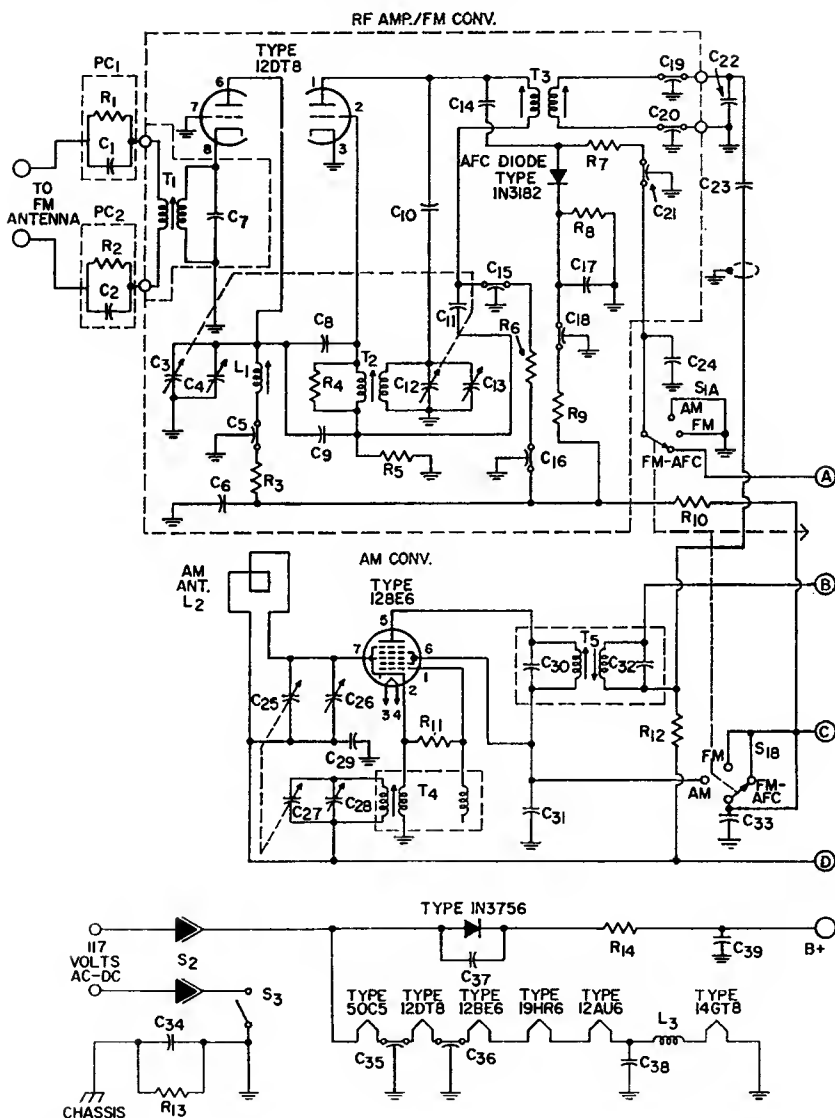 RF AMP./FM CONV.
TYPE
12DT8
PC1
R1
C1
TO
FM
ANTENNA
PC2
R2
C2
T1
6
7
8
C7
1
2
3
C14
T3
C19
C22
C20
R7
AFC DIODE
TYPE
1N3182
C21
C23
C10
R8
C17
C15
C11
R6
C18
C8
C3
C4
L1
R4
T2
C12
C13
C24
S1A
AM
FM
FM-AFC
R9
C5
C9
R5
C16
C6
R3
R10
A
AM
ANT.
L2
AM CONV.
TYPE
128E6
5
7
6
1
2
3 4
B
T5
C30
C32
C25
C26
R11
R12
C29
FM
S18
C
AM
FM-
AFC
C27
C28
T4
C31
C33
D
TYPE 1N3756
117
VOLTS
AC-DC
S2
R14
B+
C37
C39
S3
TYPE
50C5
TYPE
12DT8
TYPE
12BE6
TYPE
19HR6
TYPE
12AU6
L3
TYPE
14GT8
C34
C35
C36
C38
R13
CHASSIS